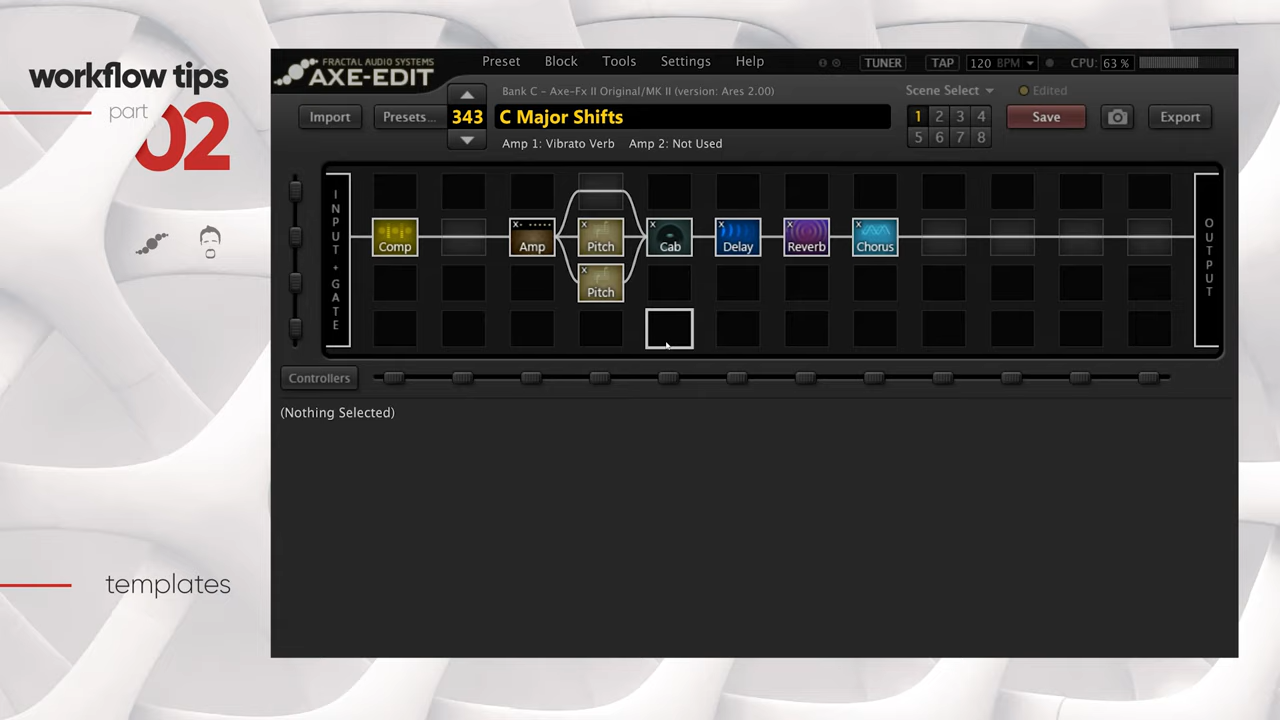 workflow tips
part 02
templates
FRACTAL AUDIO SYSTEMS
AXE-EDIT
Preset Block Tools Settings Help
TUNER TAP 120 BPM CPU: 63 %
Bank C – Axe-Fx II Original/MK II (version: Ares 2.00)
Scene Select Edited
Import Presets... 343 C Major Shifts 1 2 3 4 Save Export
5 6 7 8
Amp 1: Vibrato Verb Amp 2: Not Used
INPUT + GATE
Comp X Amp X Pitch X Cab X Delay X Reverb X Chorus
X Pitch
OUTPUT
Controllers
(Nothing Selected)